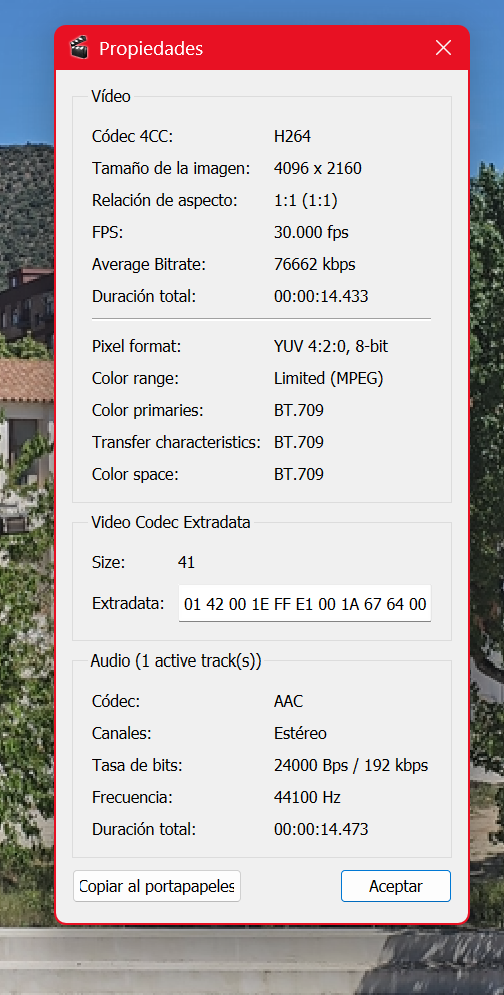 Propiedades
Vídeo
Códec 4CC: H264
Tamaño de la imagen: 4096 x 2160
Relación de aspecto: 1:1 (1:1)
FPS: 30.000 fps
Average Bitrate: 76662 kbps
Duración total: 00:00:14.433
Pixel format: YUV 4:2:0, 8-bit
Color range: Limited (MPEG)
Color primaries: BT.709
Transfer characteristics: BT.709
Color space: BT.709
Video Codec Extradata
Size: 41
Extradata: 01 42 00 1E FF E1 00 1A 67 64 00
Audio (1 active track(s))
Códec: AAC
Canales: Estéreo
Tasa de bits: 24000 Bps / 192 kbps
Frecuencia: 44100 Hz
Duración total: 00:00:14.473
Copiar al portapapeles Aceptar